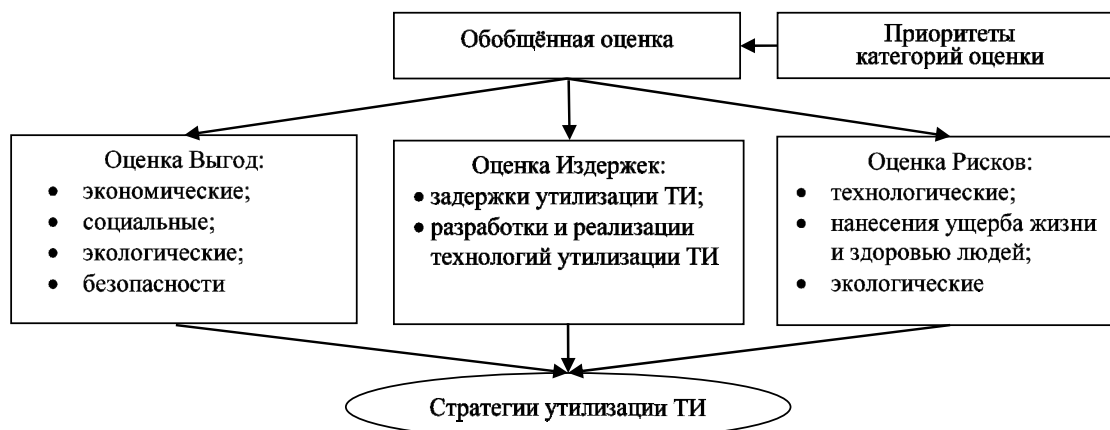 Обобщённая оценка
Приоритеты
категорий оценки
Оценка Выгод:
• экономические;
• социальные;
• экологические;
• безопасности
Оценка Издержек:
• задержки утилизации ТИ;
• разработки и реализации
технологий утилизации ТИ
Оценка Рисков:
• технологические;
• нанесения ущерба жизни
и здоровью людей;
• экологические
Стратегии утилизации ТИ